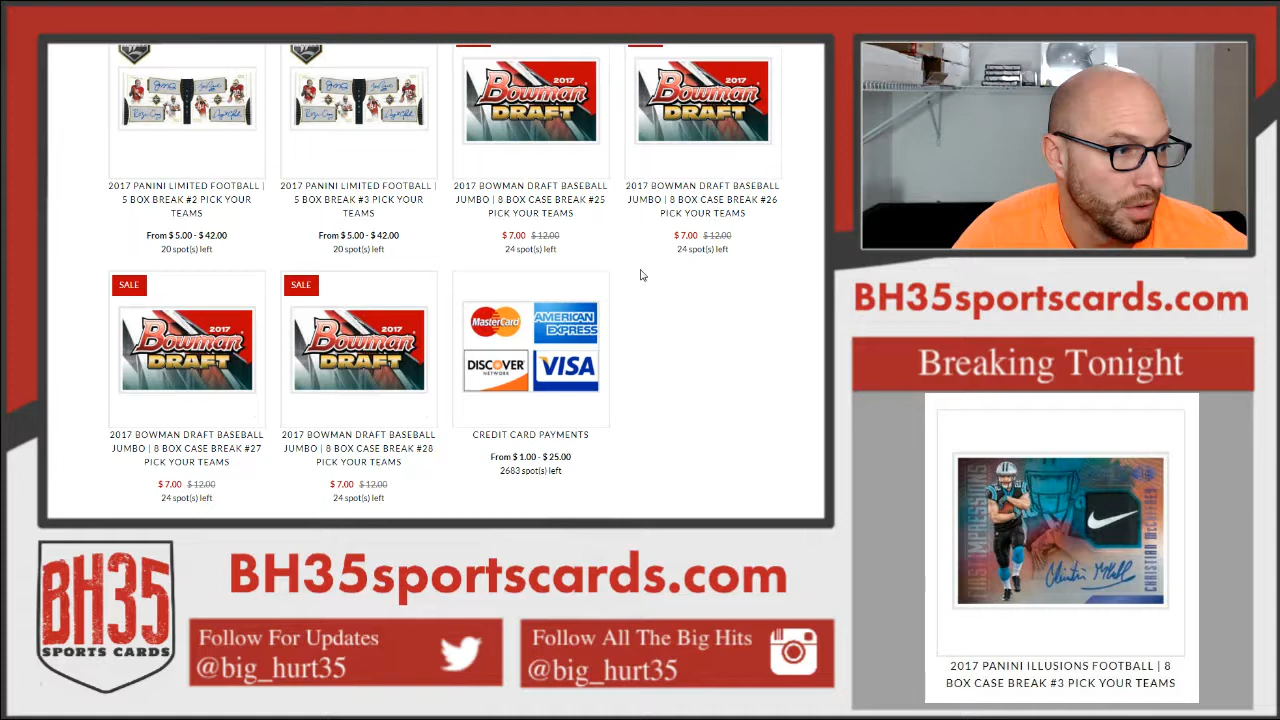 2017
Bowman
DRAFT
2017
Bowman
DRAFT
2017 PANINI LIMITED FOOTBALL |
5 BOX BREAK #2 PICK YOUR
TEAMS
From $ 5.00 - $ 42.00
20 spot(s) left
2017 PANINI LIMITED FOOTBALL |
5 BOX BREAK #3 PICK YOUR
TEAMS
From $ 5.00 - $ 42.00
20 spot(s) left
2017 BOWMAN DRAFT BASEBALL
JUMBO | 8 BOX CASE BREAK #25
PICK YOUR TEAMS
$ 7.00 $ 12.00
24 spot(s) left
2017 BOWMAN DRAFT BASEBALL
JUMBO | 8 BOX CASE BREAK #26
PICK YOUR TEAMS
$ 7.00 $ 12.00
24 spot(s) left
SALE
2017
Bowman
DRAFT
2017 BOWMAN DRAFT BASEBALL
JUMBO | 8 BOX CASE BREAK #27
PICK YOUR TEAMS
$ 7.00 $ 12.00
24 spot(s) left
SALE
2017
Bowman
DRAFT
2017 BOWMAN DRAFT BASEBALL
JUMBO | 8 BOX CASE BREAK #28
PICK YOUR TEAMS
$ 7.00 $ 12.00
24 spot(s) left
MasterCard
AMERICAN
EXPRESS
DISCOVER
NETWORK
VISA
CREDIT CARD PAYMENTS
From $ 1.00 - $ 25.00
2683 spot(s) left
BH35sportscards.com
Breaking Tonight
FIRST IMPRESSIONS
CHRISTIAN McCAFFREY
2017 PANINI ILLUSIONS FOOTBALL | 8
BOX CASE BREAK #3 PICK YOUR TEAMS
BH35
SPORTS CARDS
BH35sportscards.com
Follow For Updates
@big_hurt35
Follow All The Big Hits
@big_hurt35